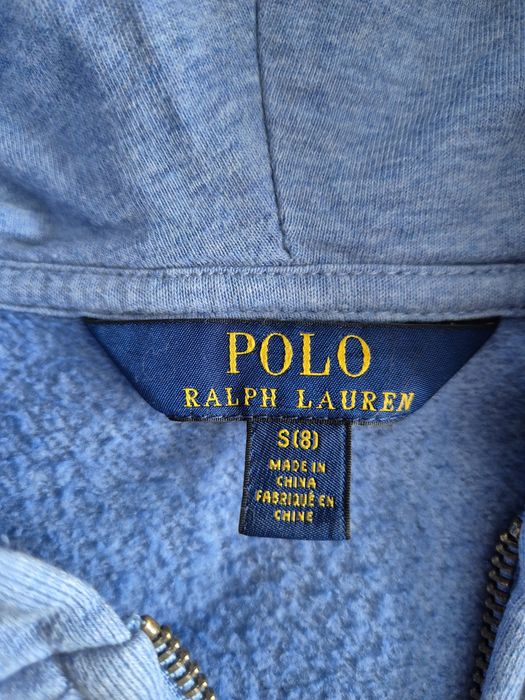 POLO
RALPH LAUREN
S(8)
MADE IN
CHINA
FABRIQUÉ EN
CHINE